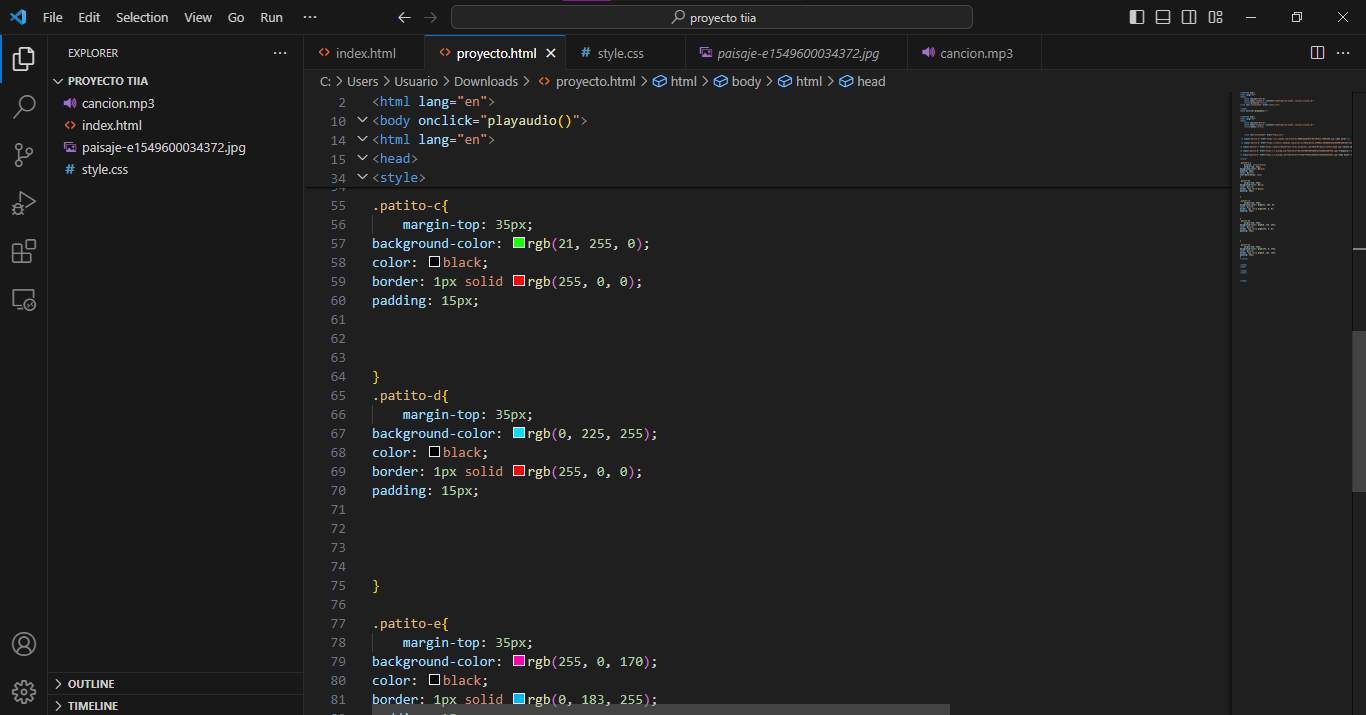 File Edit Selection View Go Run ···
proyecto tiia
EXPLORER
PROYECTO TIIA
cancion.mp3
index.html
paisaje-e1549600034372.jpg
style.css
OUTLINE
TIMELINE
index.html
proyecto.html
style.css
paisaje-e1549600034372.jpg
cancion.mp3
C: > Users > Usuario > Downloads > proyecto.html > html > body > html > head
2 <html lang="en">
10 <body onclick="playaudio()">
14 <html lang="en">
15 <head>
34 <style>
55 .patito-c{
56 margin-top: 35px;
57 background-color: rgb(21, 255, 0);
58 color: black;
59 border: 1px solid rgb(255, 0, 0);
60 padding: 15px;
61
62
63
64 }
65 .patito-d{
66 margin-top: 35px;
67 background-color: rgb(0, 225, 255);
68 color: black;
69 border: 1px solid rgb(255, 0, 0);
70 padding: 15px;
71
72
73
74
75 }
76
77 .patito-e{
78 margin-top: 35px;
79 background-color: rgb(255, 0, 170);
80 color: black;
81 border: 1px solid rgb(0, 183, 255);